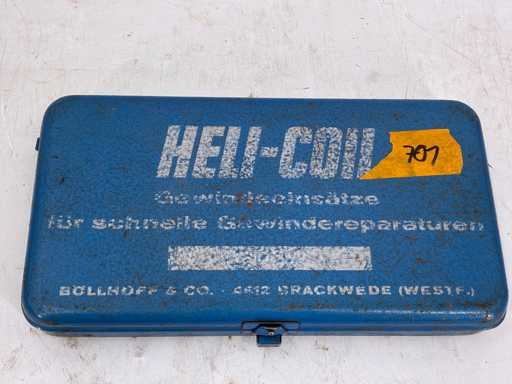 HELI-COIL
707
Gewindeeinsätze
für schnelle Gewindereparaturen
BÖLLHOFF & CO. · 4812 BRACKWEDE (WESTF.)